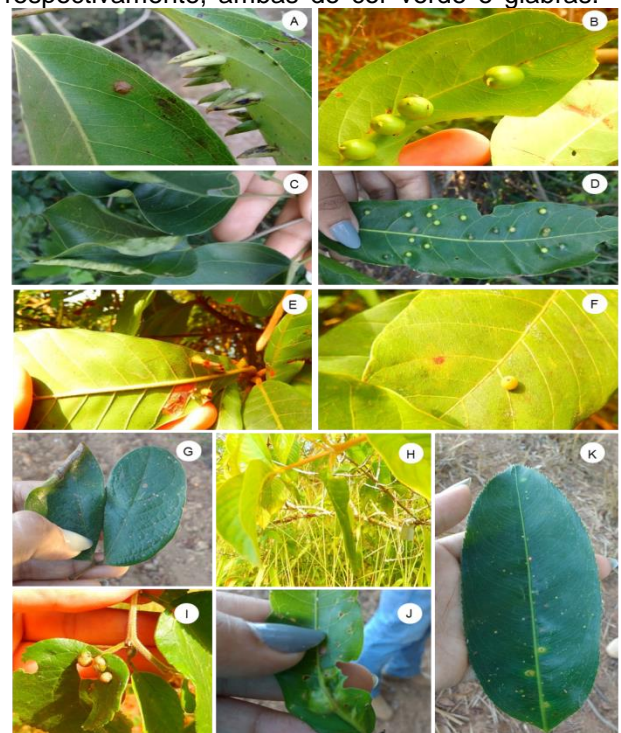 respectivamente, ambas de cor verde e glabras.
A
B
C
D
E
F
G
H
K
I
J